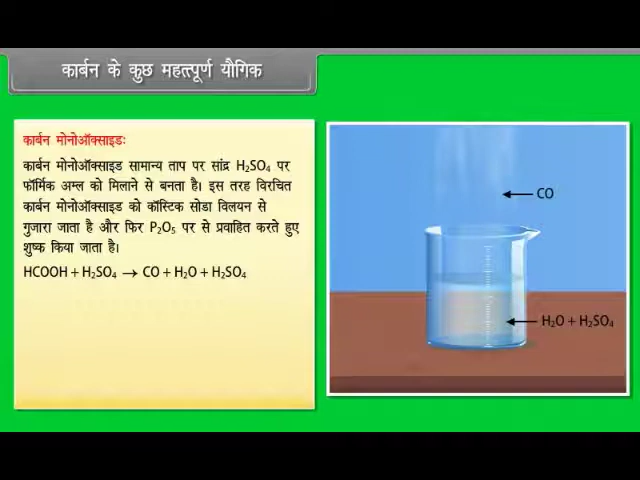 कार्बन के कुछ महत्त्पूर्ण यौगिक
कार्बन मोनोऑक्साइडः
कार्बन मोनोऑक्साइड सामान्य ताप पर सांद्र H₂SO₄ पर
फॉर्मिक अम्ल को मिलाने से बनता है। इस तरह विरचित
कार्बन मोनोऑक्साइड को कॉस्टिक सोडा विलयन से
गुजारा जाता है और फिर P₂O₅ पर से प्रवाहित करते हुए
शुष्क किया जाता है।
HCOOH + H₂SO₄ → CO + H₂O + H₂SO₄
CO
H₂O + H₂SO₄